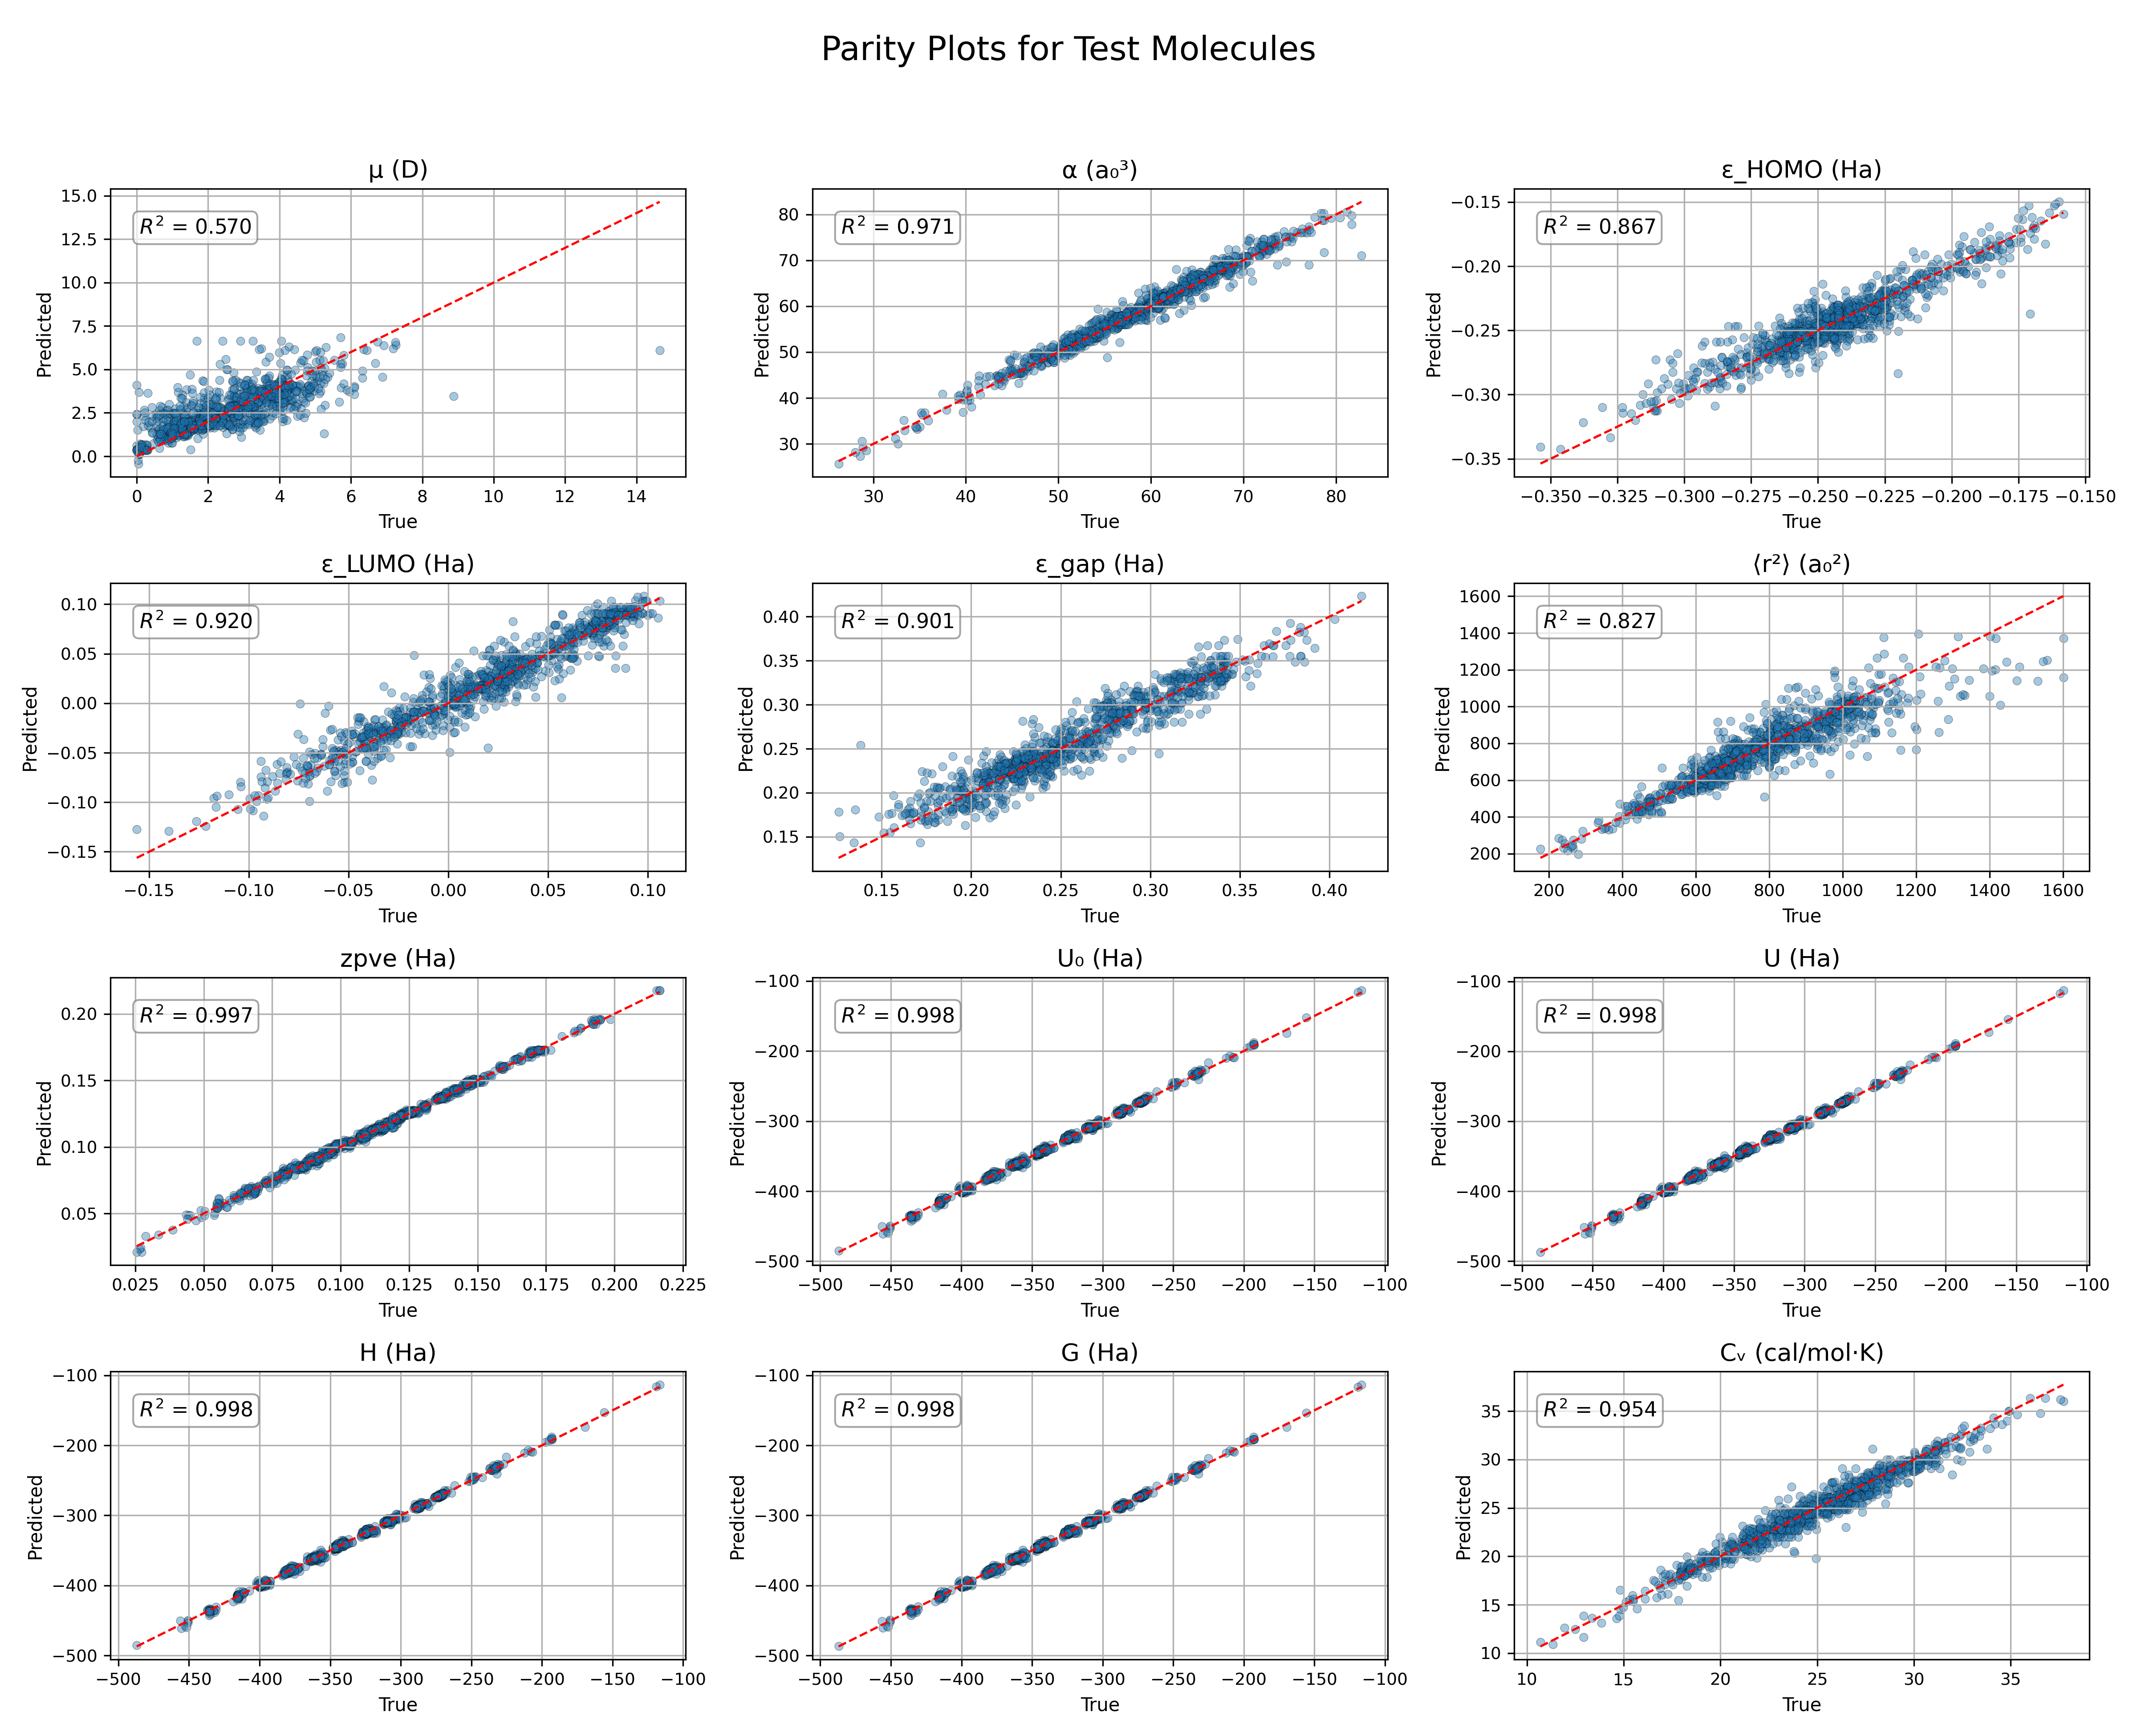 Parity Plots for Test Molecules
μ (D)
R² = 0.570
15.0
12.5
10.0
7.5
5.0
2.5
0.0
Predicted
0 2 4 6 8 10 12 14
True
α (a₀³)
R² = 0.971
80
70
60
50
40
30
Predicted
30 40 50 60 70 80
True
ε_HOMO (Ha)
R² = 0.867
−0.15
−0.20
−0.25
−0.30
−0.35
Predicted
−0.350 −0.325 −0.300 −0.275 −0.250 −0.225 −0.200 −0.175 −0.150
True
ε_LUMO (Ha)
R² = 0.920
0.10
0.05
0.00
−0.05
−0.10
−0.15
Predicted
−0.15 −0.10 −0.05 0.00 0.05 0.10
True
ε_gap (Ha)
R² = 0.901
0.40
0.35
0.30
0.25
0.20
0.15
Predicted
0.15 0.20 0.25 0.30 0.35 0.40
True
⟨r²⟩ (a₀²)
R² = 0.827
1600
1400
1200
1000
800
600
400
200
Predicted
200 400 600 800 1000 1200 1400 1600
True
zpve (Ha)
R² = 0.997
0.20
0.15
0.10
0.05
Predicted
0.025 0.050 0.075 0.100 0.125 0.150 0.175 0.200 0.225
True
U₀ (Ha)
R² = 0.998
−100
−200
−300
−400
−500
Predicted
−500 −450 −400 −350 −300 −250 −200 −150 −100
True
U (Ha)
R² = 0.998
−100
−200
−300
−400
−500
Predicted
−500 −450 −400 −350 −300 −250 −200 −150 −100
True
H (Ha)
R² = 0.998
−100
−200
−300
−400
−500
Predicted
−500 −450 −400 −350 −300 −250 −200 −150 −100
True
G (Ha)
R² = 0.998
−100
−200
−300
−400
−500
Predicted
−500 −450 −400 −350 −300 −250 −200 −150 −100
True
Cᵥ (cal/mol·K)
R² = 0.954
35
30
25
20
15
10
Predicted
10 15 20 25 30 35
True